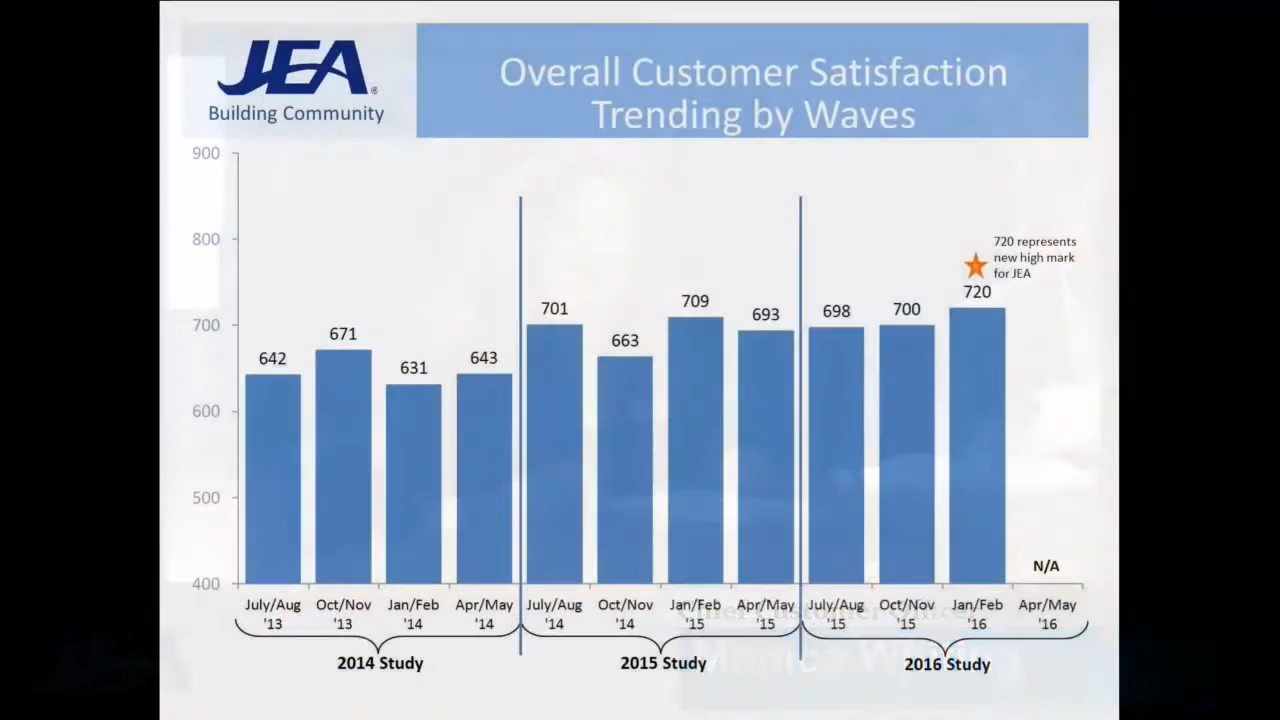 JEA
®
Building Community
Overall Customer Satisfaction
Trending by Waves
900
800
700
600
500
400
642
671
631
643
701
663
709
693
698
700
720
720 represents
new high mark
for JEA
N/A
July/Aug '13
Oct/Nov '13
Jan/Feb '14
Apr/May '14
July/Aug '14
Oct/Nov '14
Jan/Feb '15
Apr/May '15
July/Aug '15
Oct/Nov '15
Jan/Feb '16
Apr/May '16
2014 Study
2015 Study
2016 Study